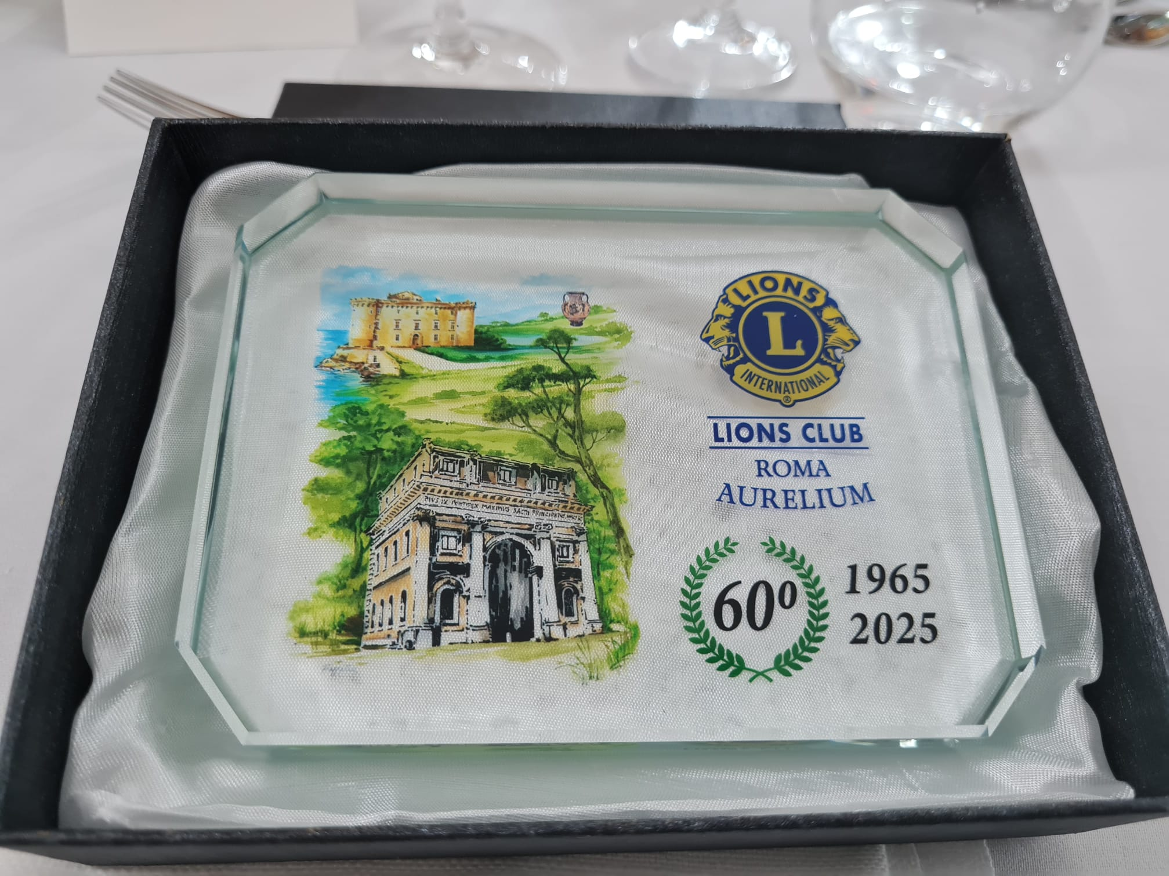 LIONS
L
INTERNATIONAL
®
LIONS CLUB
ROMA
AURELIUM
60º
1965
2025